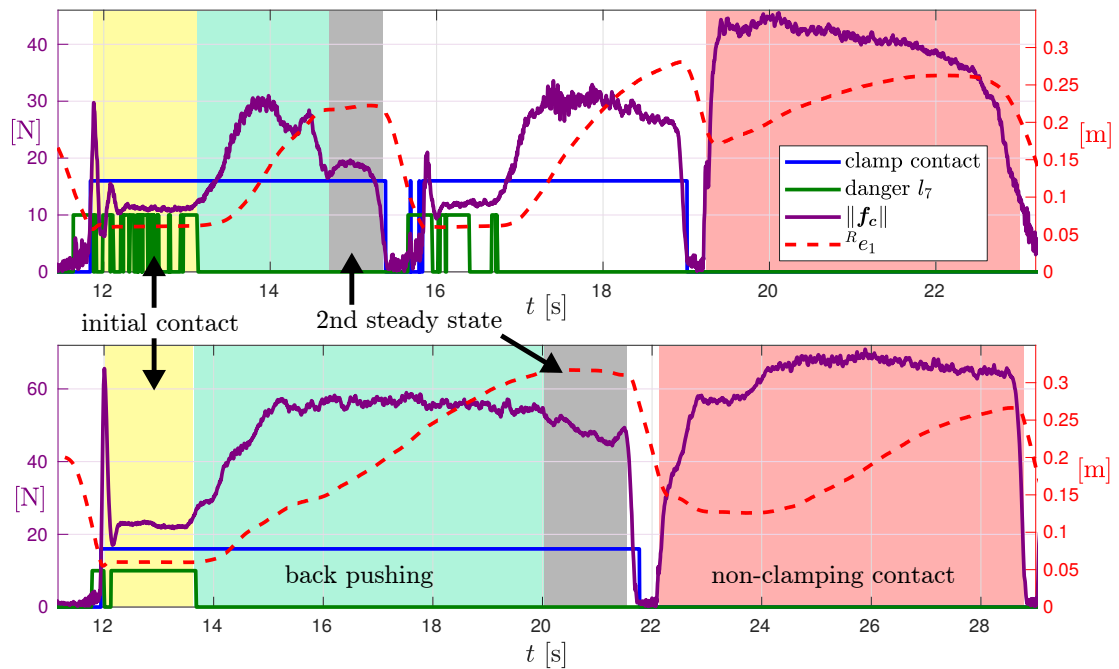 40
30
20
10
0
[N]
0.3
0.25
0.2
0.15
0.1
0.05
0
[m]
clamp contact
danger l₇
‖f_c‖
ᴿe₁
12
14
16
18
20
22
t [s]
initial contact
2nd steady state
60
40
20
0
[N]
0.3
0.25
0.2
0.15
0.1
0.05
0
[m]
back pushing
non-clamping contact
12
14
16
18
20
22
24
26
28
t [s]